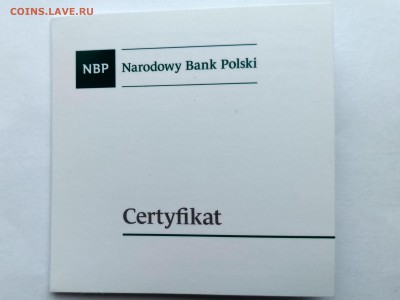 COINS.LAVE.RU
NBP Narodowy Bank Polski
Certyfikat